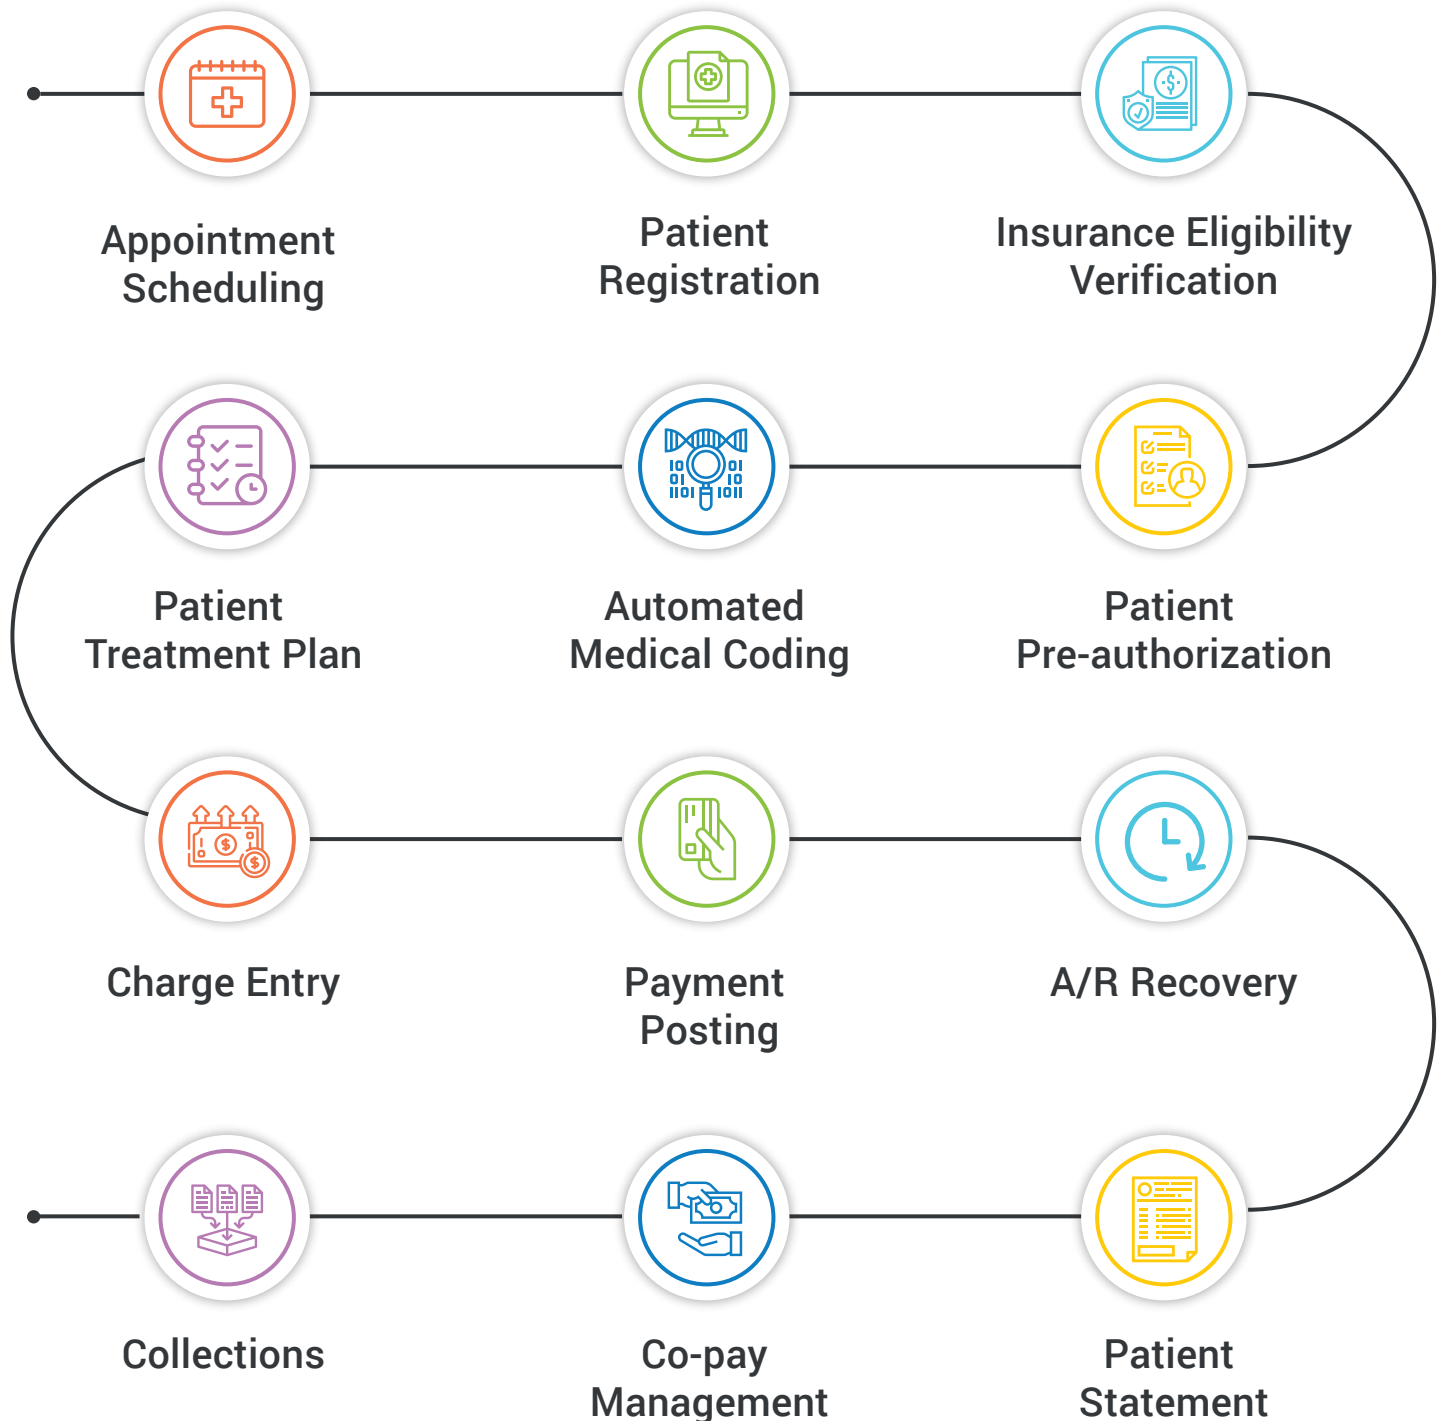 Appointment
Scheduling
Patient
Registration
Insurance Eligibility
Verification
Patient
Treatment Plan
Automated
Medical Coding
Patient
Pre-authorization
Charge Entry
Payment
Posting
A/R Recovery
Collections
Co-pay
Management
Patient
Statement